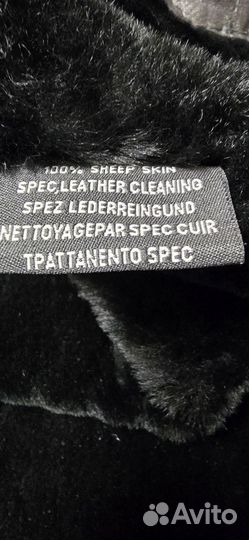 100% SHEEP SKIN
SPEC,LEATHER CLEANING
SPEZ LEDERREINGUND
NETTOYAGEPAR SPEC CUIR
TPATTANENTO SPEC
Avito